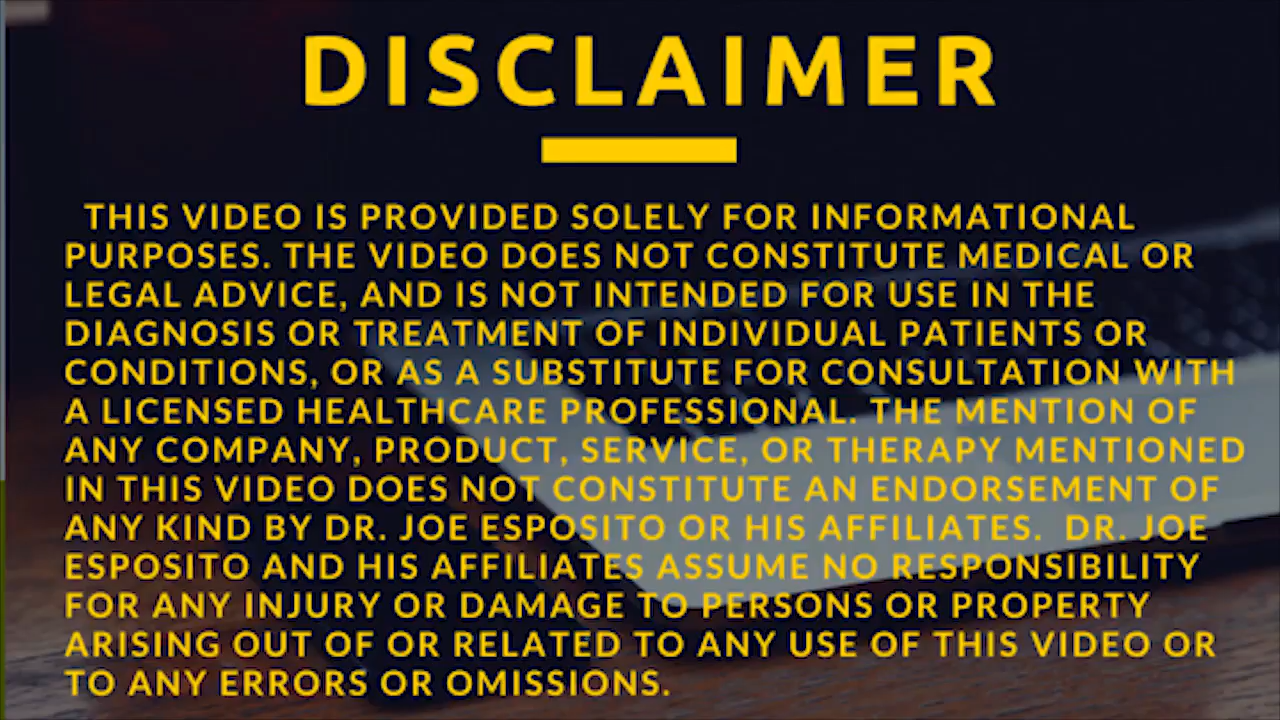 DISCLAIMER
THIS VIDEO IS PROVIDED SOLELY FOR INFORMATIONAL
PURPOSES. THE VIDEO DOES NOT CONSTITUTE MEDICAL OR
LEGAL ADVICE, AND IS NOT INTENDED FOR USE IN THE
DIAGNOSIS OR TREATMENT OF INDIVIDUAL PATIENTS OR
CONDITIONS, OR AS A SUBSTITUTE FOR CONSULTATION WITH
A LICENSED HEALTHCARE PROFESSIONAL. THE MENTION OF
ANY COMPANY, PRODUCT, SERVICE, OR THERAPY MENTIONED
IN THIS VIDEO DOES NOT CONSTITUTE AN ENDORSEMENT OF
ANY KIND BY DR. JOE ESPOSITO OR HIS AFFILIATES. DR. JOE
ESPOSITO AND HIS AFFILIATES ASSUME NO RESPONSIBILITY
FOR ANY INJURY OR DAMAGE TO PERSONS OR PROPERTY
ARISING OUT OF OR RELATED TO ANY USE OF THIS VIDEO OR
TO ANY ERRORS OR OMISSIONS.